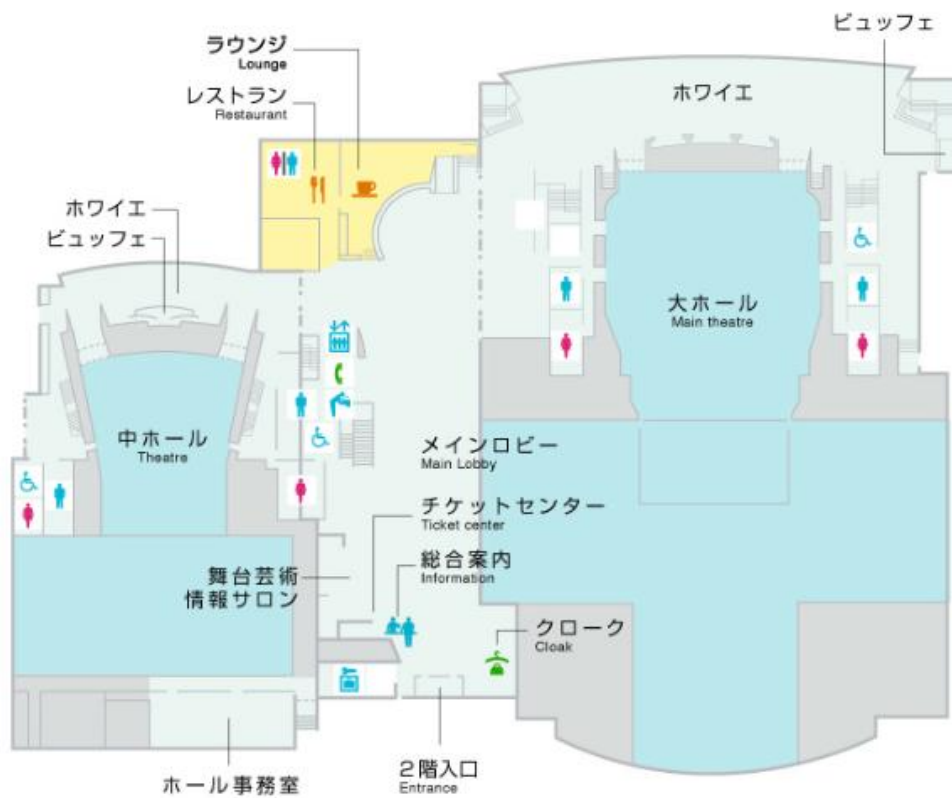 ビュッフェ
ラウンジ
Lounge
ホワイエ
レストラン
Restaurant
ホワイエ
ビュッフェ
大ホール
Main theatre
中ホール
Theatre
メインロビー
Main Lobby
チケットセンター
Ticket center
総合案内
Information
舞台芸術
情報サロン
クローク
Cloak
2階入口
Entrance
ホール事務室